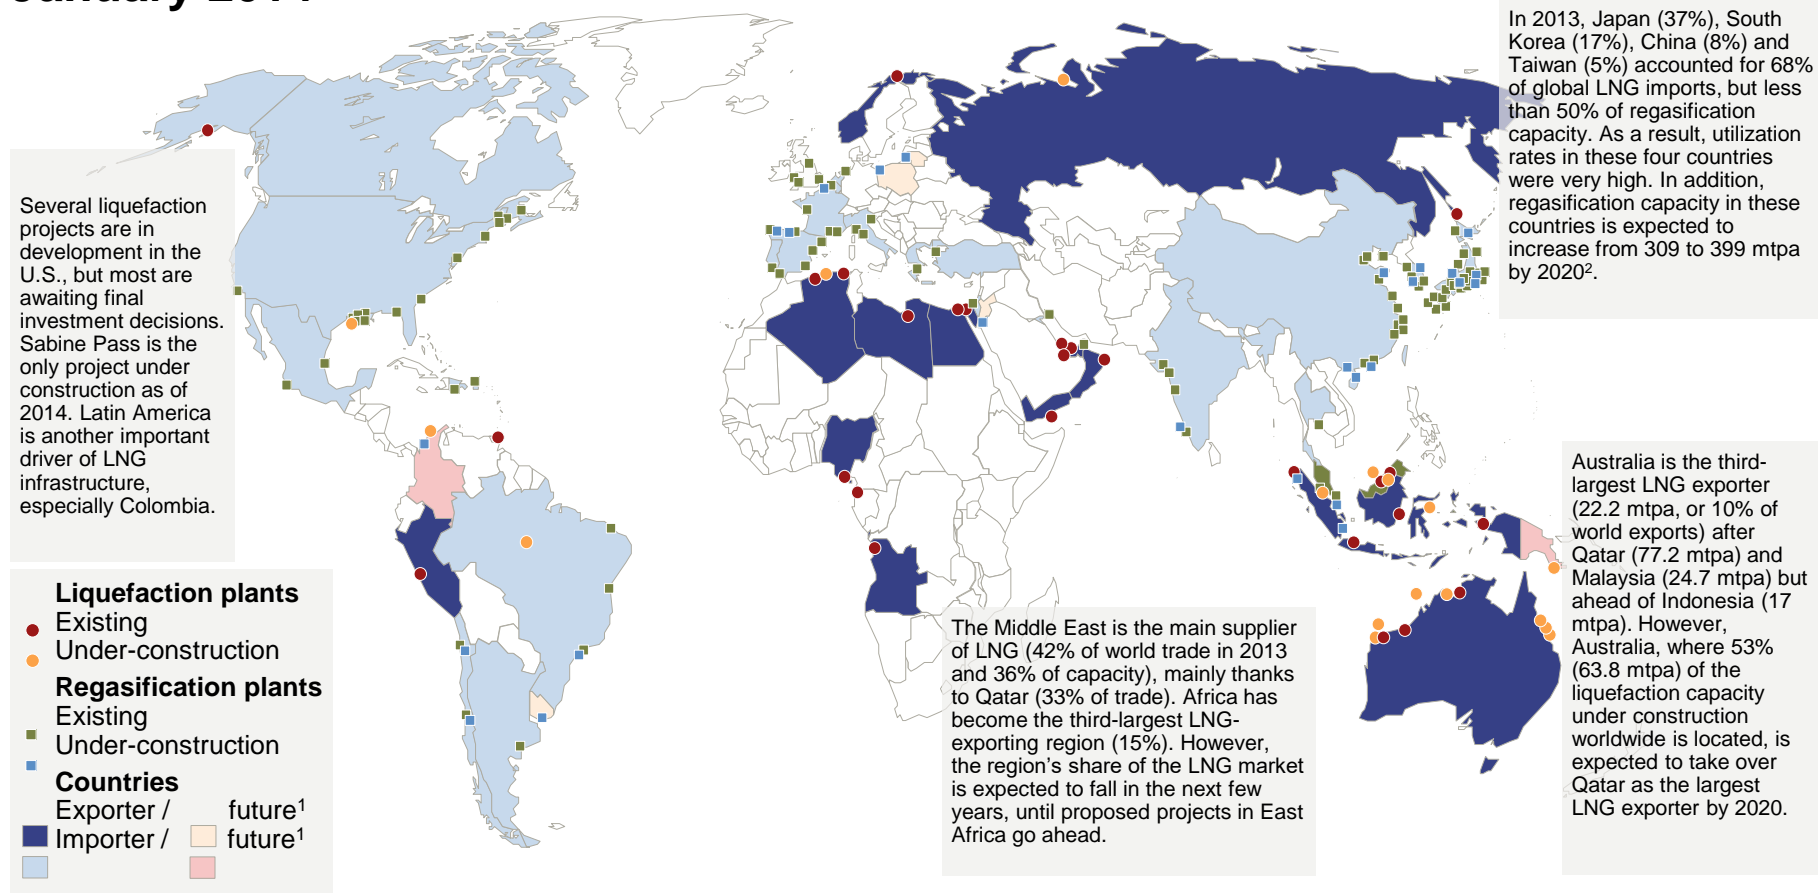 In 2013, Japan (37%), South
Korea (17%), China (8%) and
Taiwan (5%) accounted for 68%
of global LNG imports, but less
than 50% of regasification
capacity. As a result, utilization
rates in these four countries
were very high. In addition,
regasification capacity in these
countries is expected to
increase from 309 to 399 mtpa
by 2020².
Several liquefaction
projects are in
development in the
U.S., but most are
awaiting final
investment decisions.
Sabine Pass is the
only project under
construction as of
2014. Latin America
is another important
driver of LNG
infrastructure,
especially Colombia.
Australia is the third-
largest LNG exporter
(22.2 mtpa, or 10% of
world exports) after
Qatar (77.2 mtpa) and
Malaysia (24.7 mtpa) but
ahead of Indonesia (17
mtpa). However,
Australia, where 53%
(63.8 mtpa) of the
liquefaction capacity
under construction
worldwide is located, is
expected to take over
Qatar as the largest
LNG exporter by 2020.
The Middle East is the main supplier
of LNG (42% of world trade in 2013
and 36% of capacity), mainly thanks
to Qatar (33% of trade). Africa has
become the third-largest LNG-
exporting region (15%). However,
the region's share of the LNG market
is expected to fall in the next few
years, until proposed projects in East
Africa go ahead.
Liquefaction plants
Existing
Under-construction
Regasification plants
Existing
Under-construction
Countries
Exporter / future¹
Importer / future¹